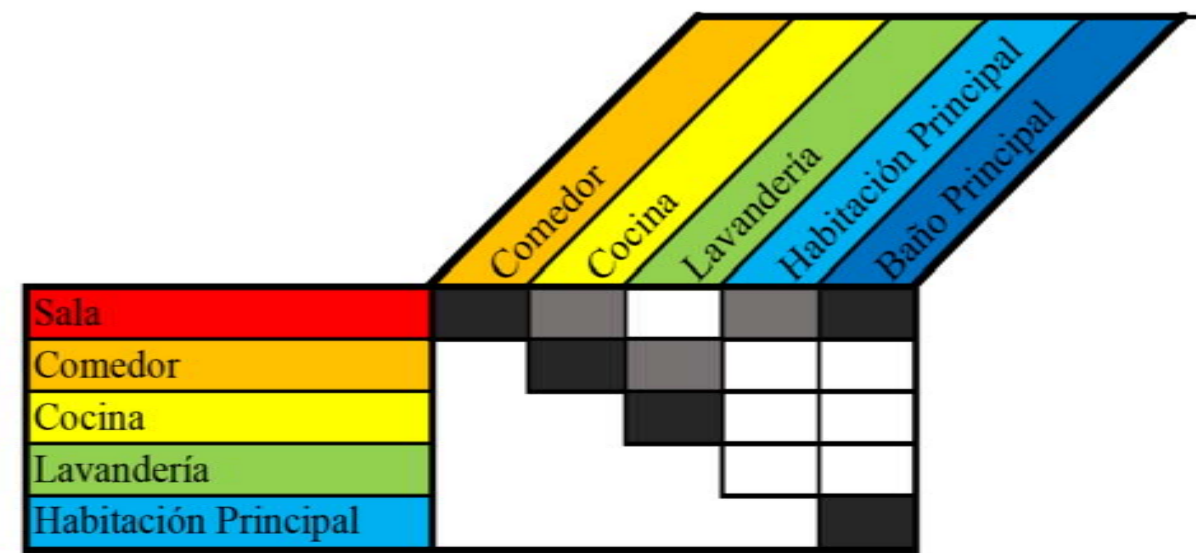 Comedor
Cocina
Lavandería
Habitación Principal
Baño Principal
Sala
Comedor
Cocina
Lavandería
Habitación Principal